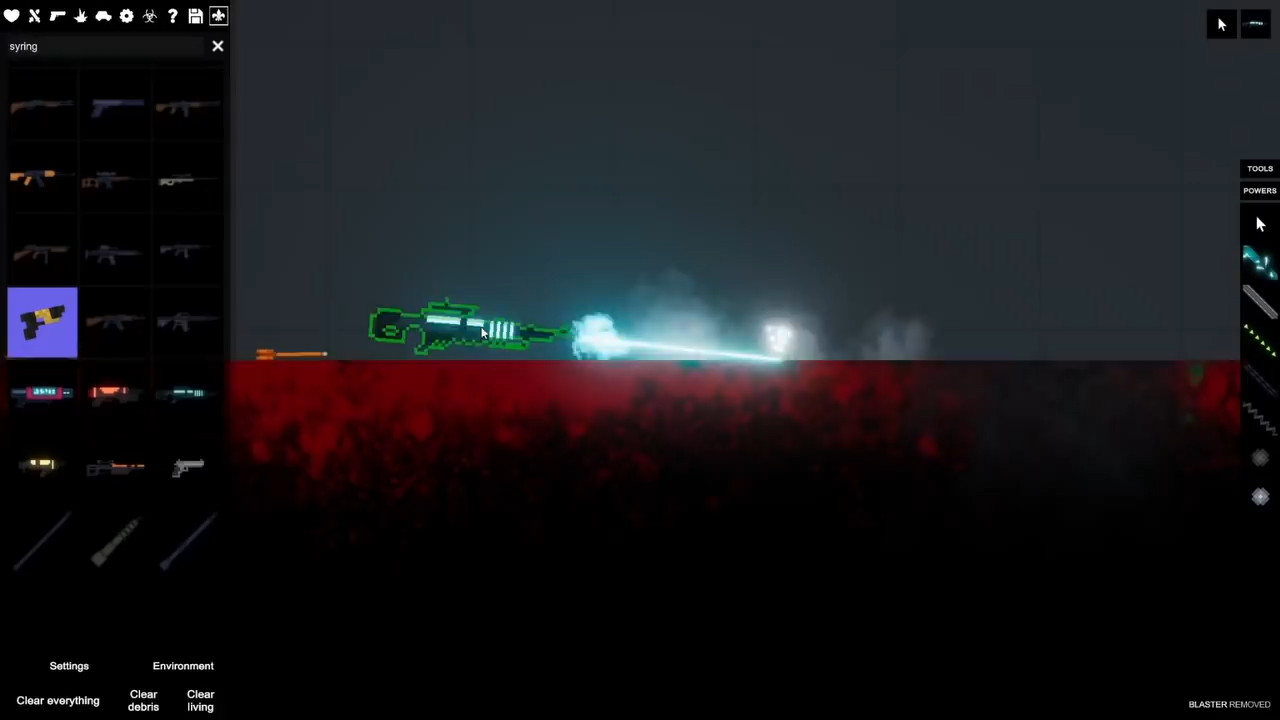 syring
TOOLS
POWERS
Settings
Environment
Clear everything
Clear debris
Clear living
BLASTER REMOVED